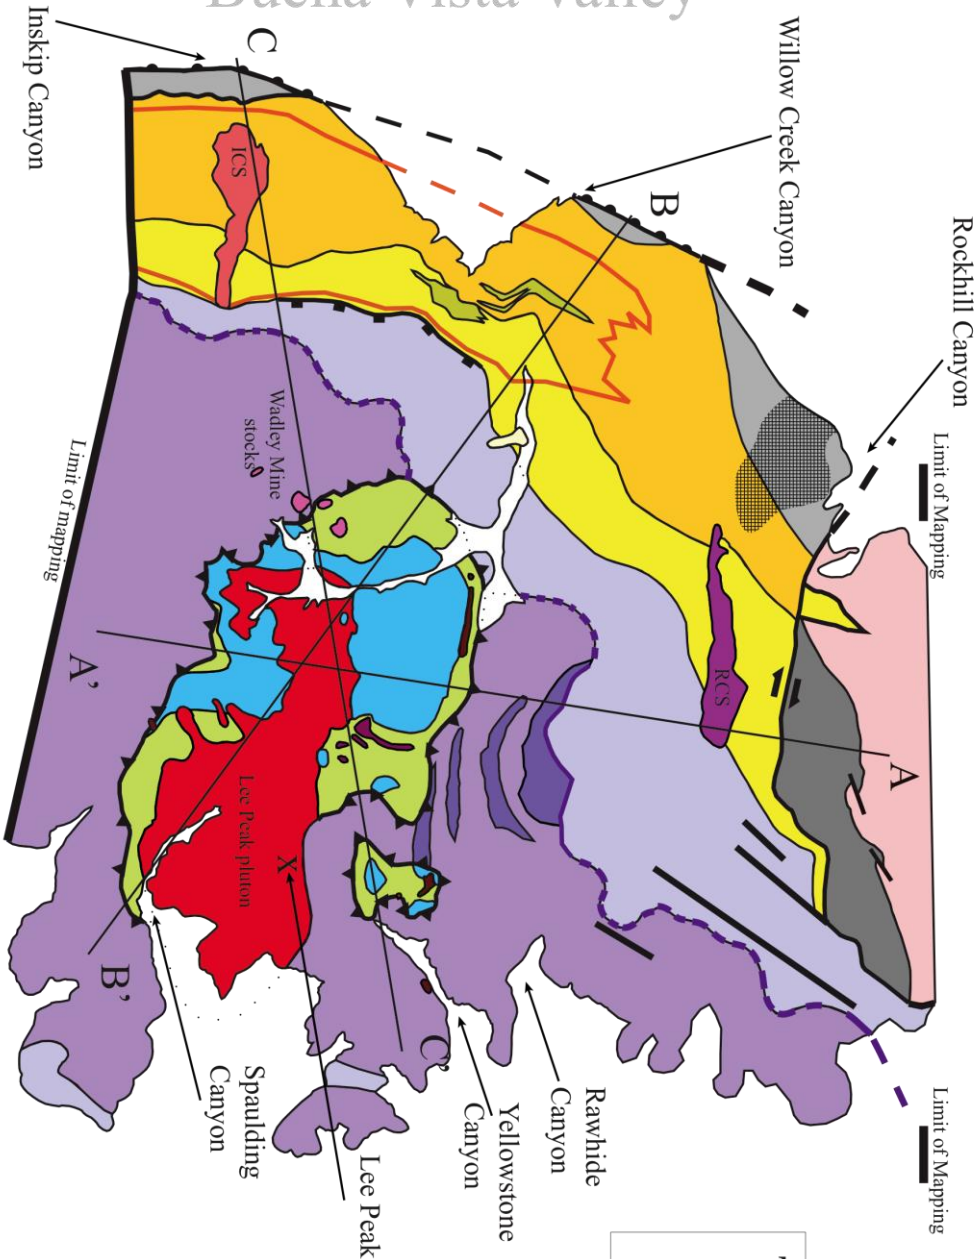 Buena Vista Valley
Inskip Canyon
C
Willow Creek Canyon
B
Rockhill Canyon
Limit of Mapping
ICS
RCS
Wadley Mine
stocks
Limit of mapping
A'
A
Lee Peak pluton
X
B'
C'
Spaulding
Canyon
Lee Peak
Yellowstone
Canyon
Rawhide
Canyon
Limit of Mapping